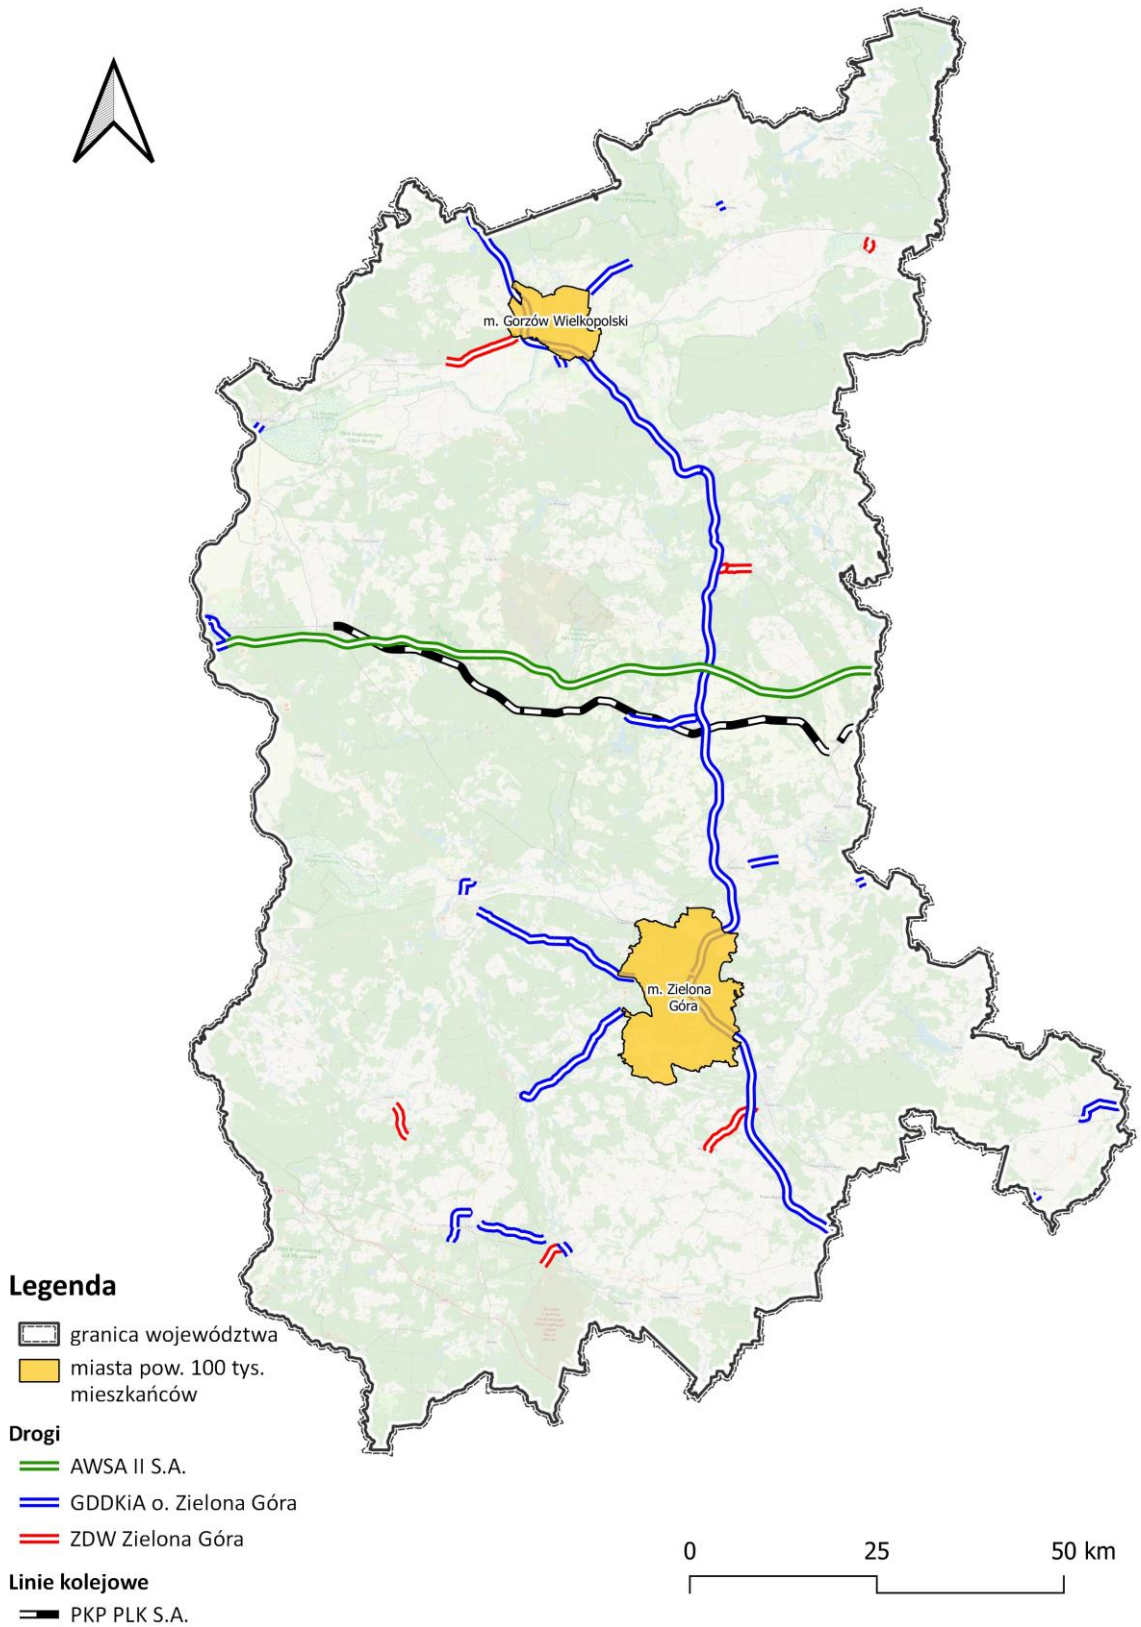 m. Gorzów Wielkopolski
m. Zielona
Góra
Legenda
granica województwa
miasta pow. 100 tys.
mieszkańców
Drogi
AWSA II S.A.
GDDKiA o. Zielona Góra
ZDW Zielona Góra
Linie kolejowe
PKP PLK S.A.
0 25 50 km